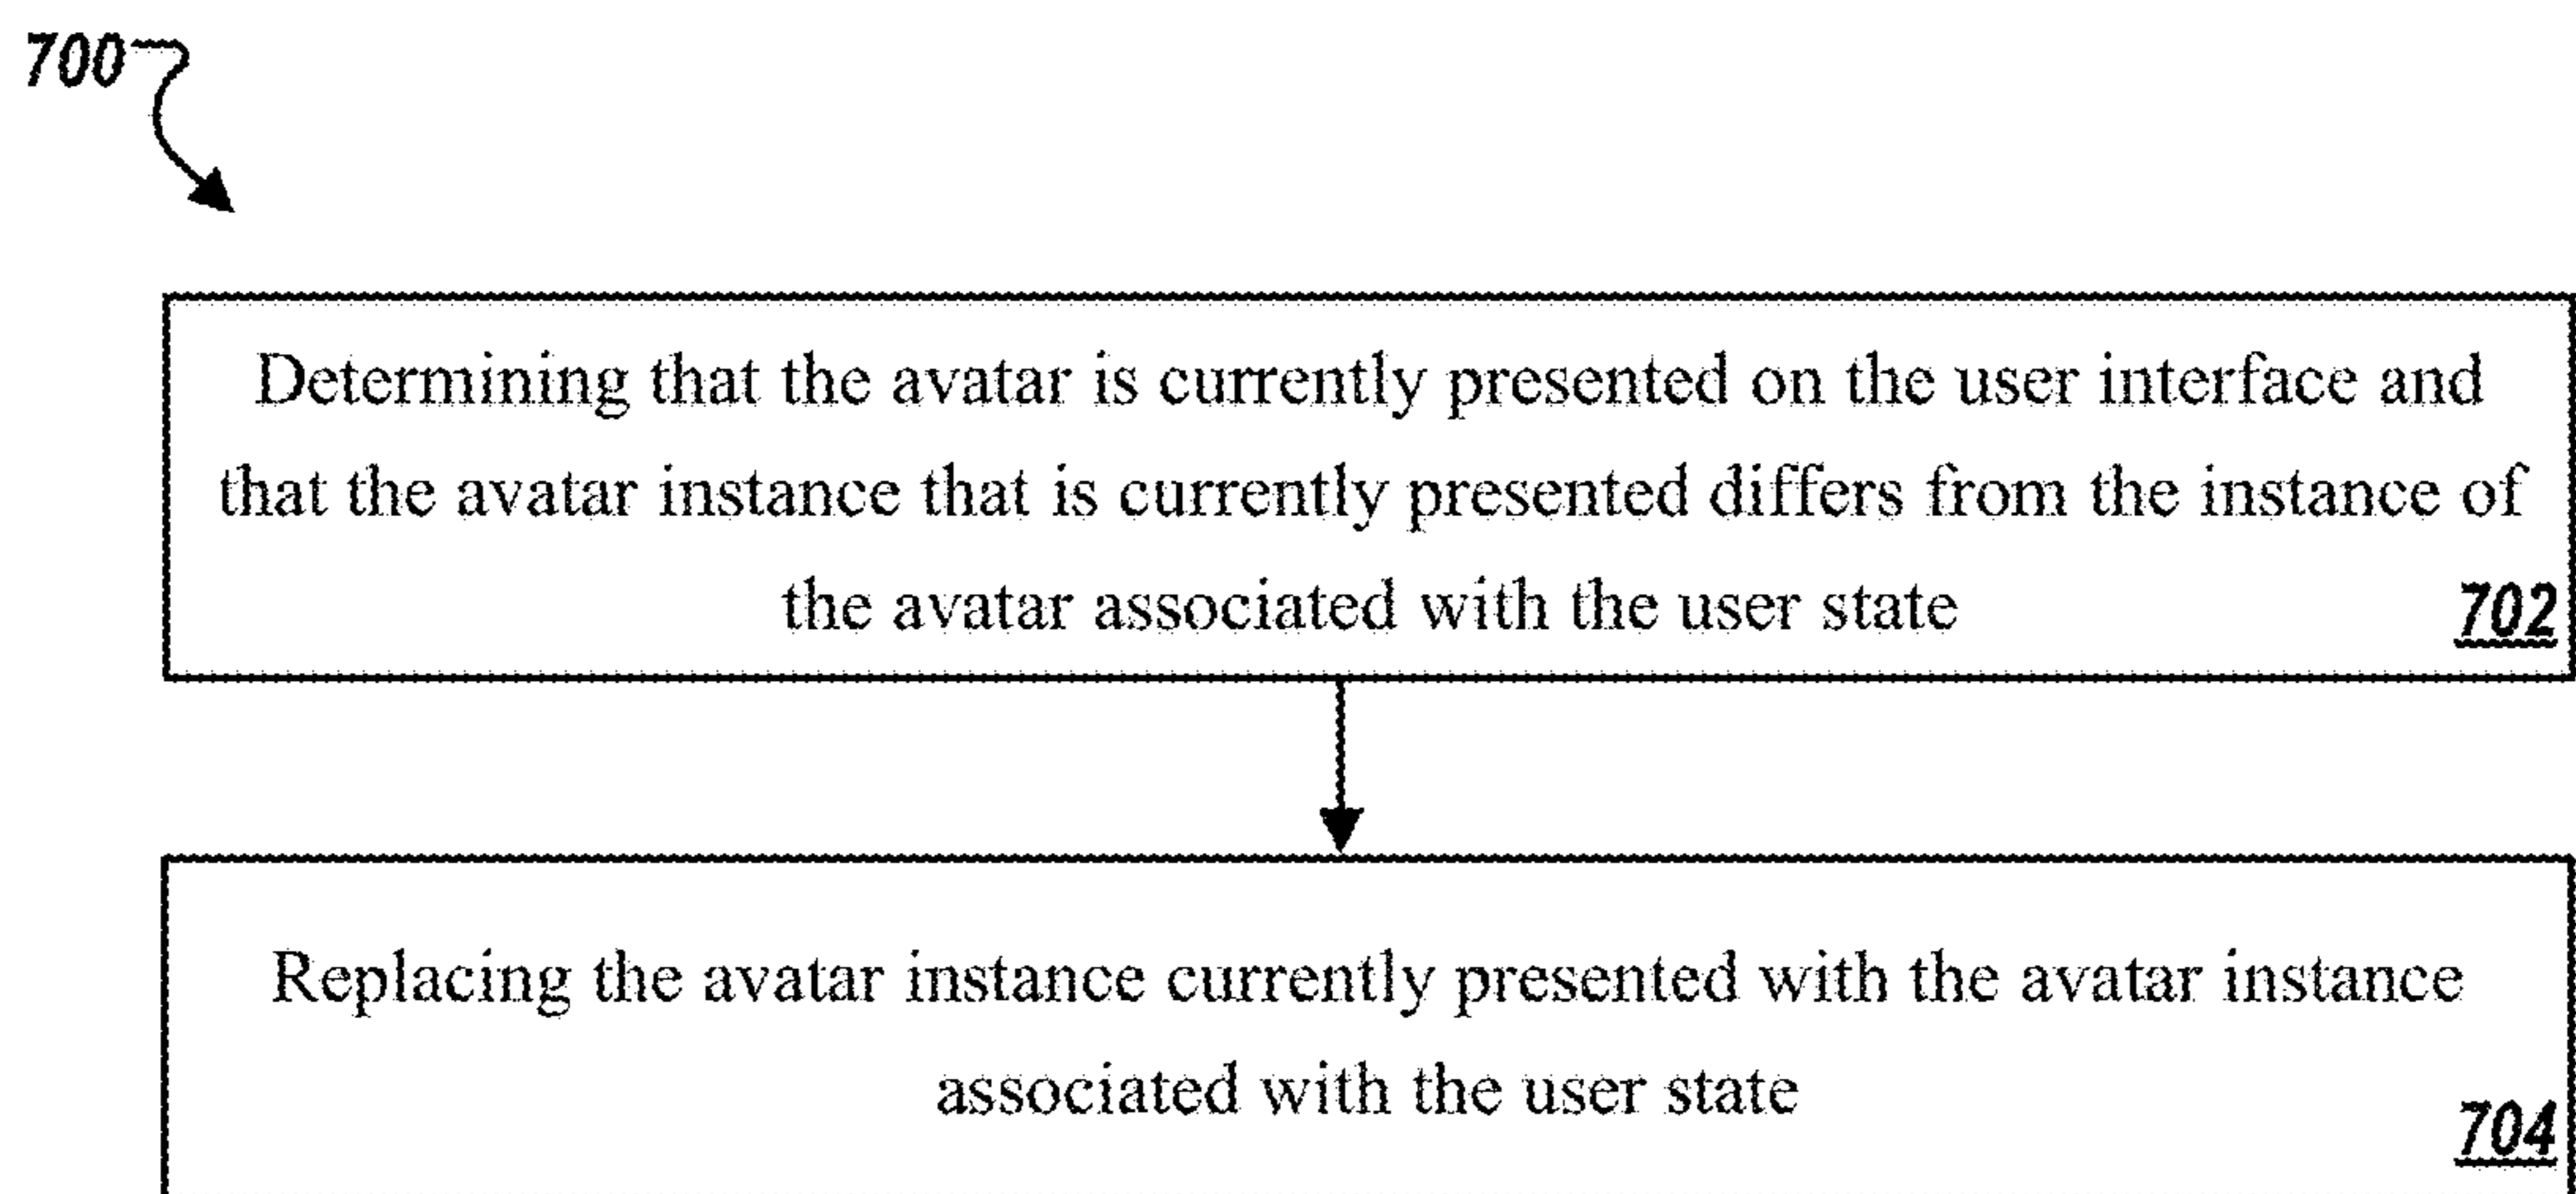 700
Determining that the avatar is currently presented on the user interface and
that the avatar instance that is currently presented differs from the instance of
the avatar associated with the user state
702
Replacing the avatar instance currently presented with the avatar instance
associated with the user state
704